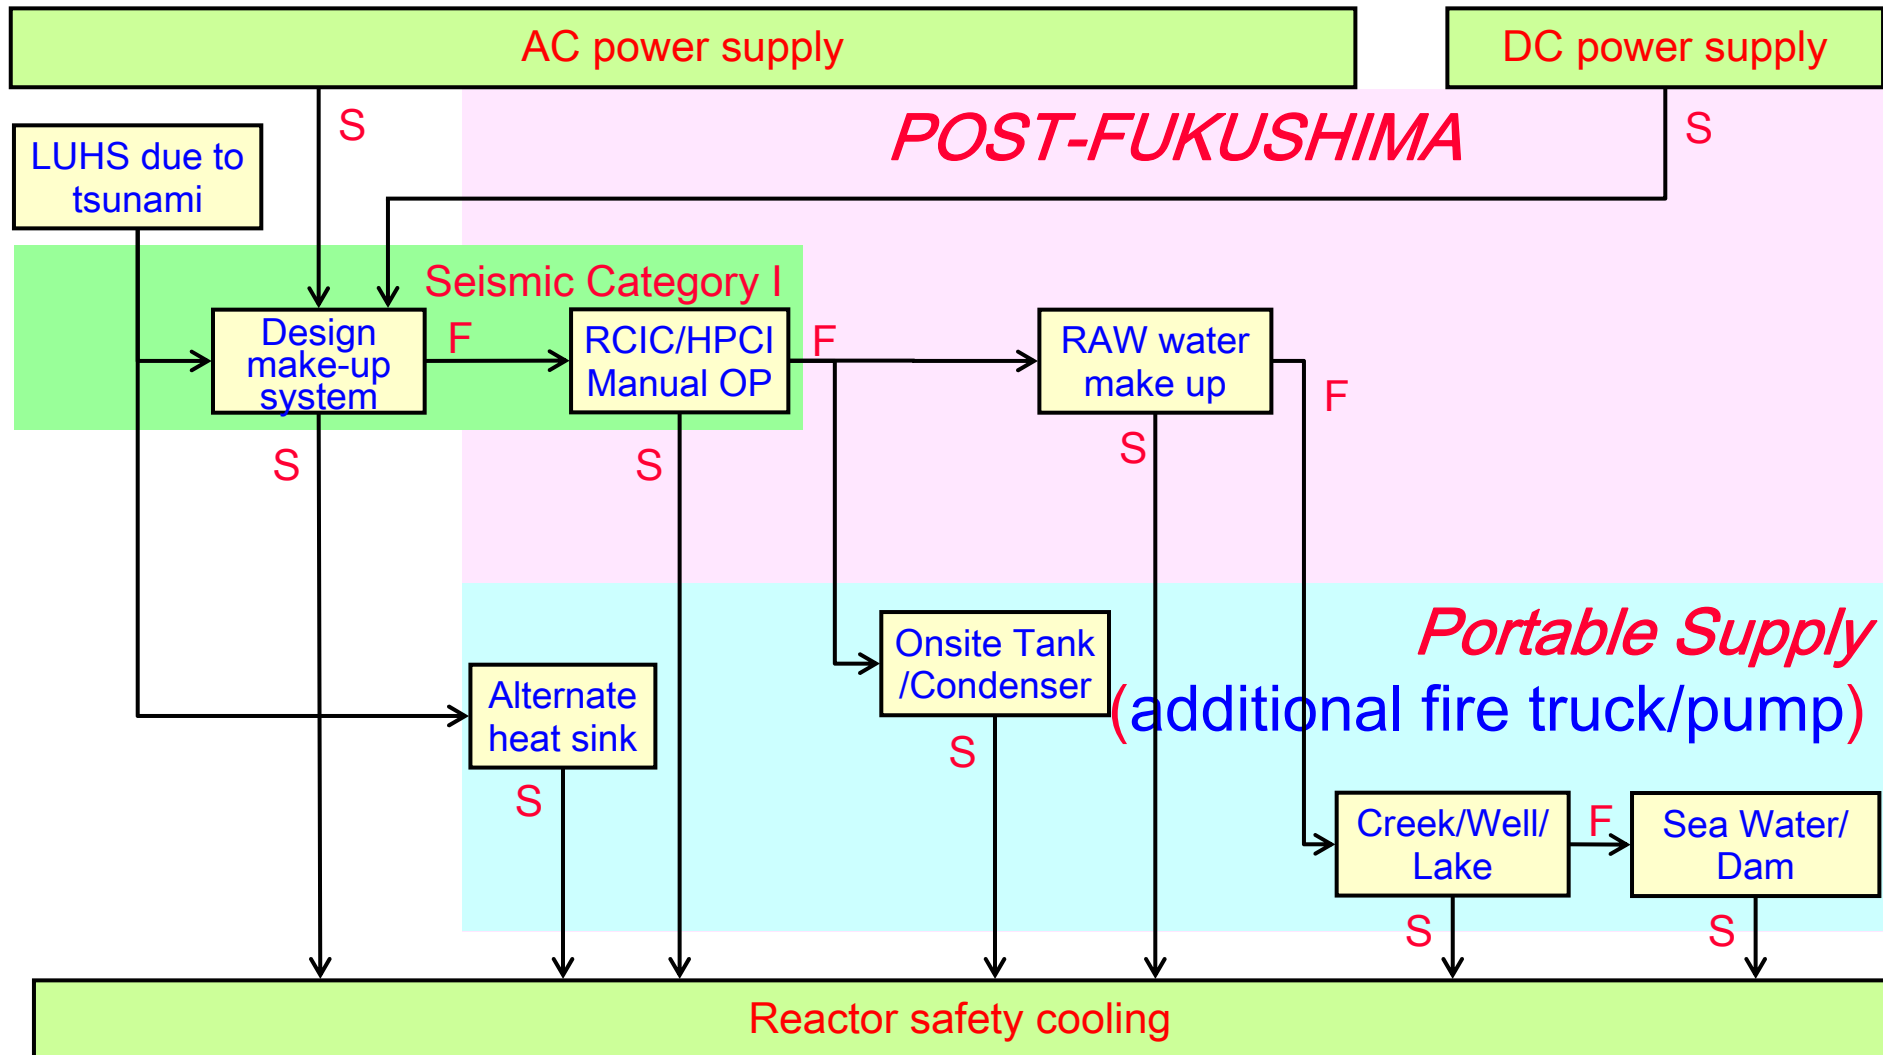 AC power supply
DC power supply
S
S
POST-FUKUSHIMA
LUHS due to
tsunami
Seismic Category I
Design
make-up
system
F
RCIC/HPCI
Manual OP
F
RAW water
make up
F
S
S
S
Portable Supply
(additional fire truck/pump)
Onsite Tank
/Condenser
Alternate
heat sink
S
S
Creek/Well/
Lake
F
Sea Water/
Dam
S
S
Reactor safety cooling